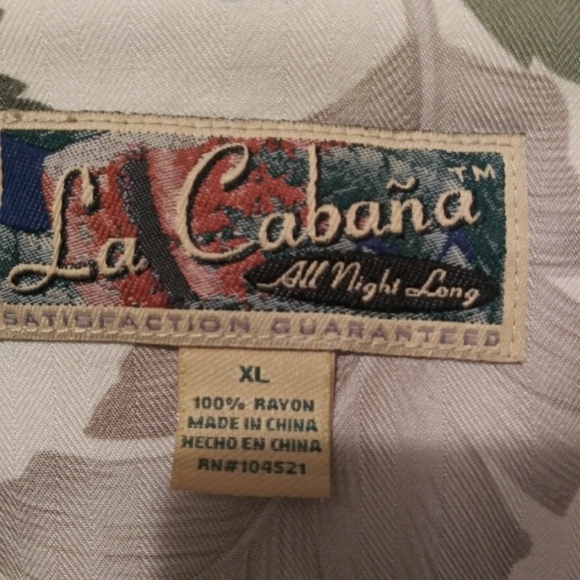 La Cabaña™
All Night Long
SATISFACTION GUARANTEED
XL
100% RAYON
MADE IN CHINA
HECHO EN CHINA
RN#104521